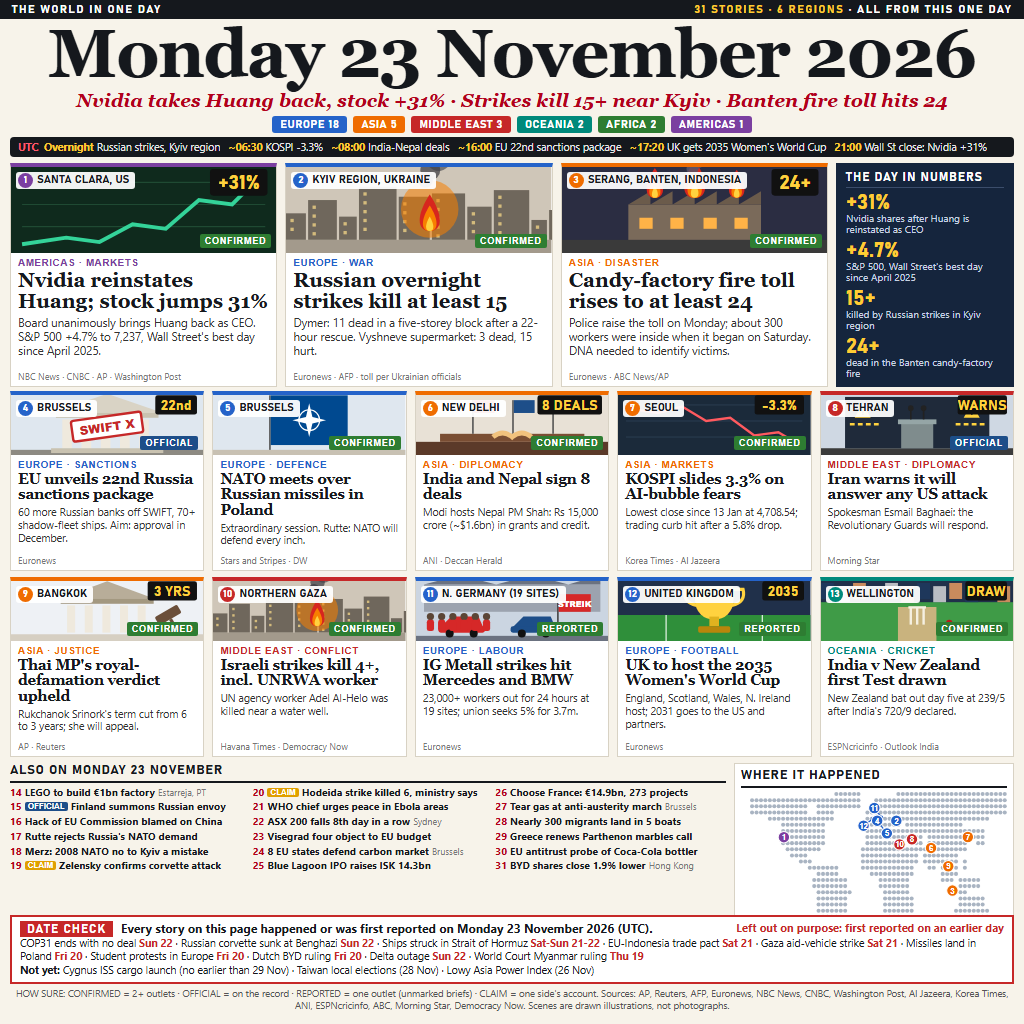 THE WORLD IN ONE DAY
31 STORIES · 6 REGIONS · ALL FROM THIS ONE DAY
Monday 23 November 2026
Nvidia takes Huang back, stock +31% · Strikes kill 15+ near Kyiv · Banten fire toll hits 24
EUROPE 18
ASIA 5
MIDDLE EAST 3
OCEANIA 2
AFRICA 2
AMERICAS 1
UTC Overnight Russian strikes, Kyiv region ~06:30 KOSPI -3.3% ~08:00 India-Nepal deals ~16:00 EU 22nd sanctions package ~17:20 UK gets 2035 Women's World Cup 21:00 Wall St close: Nvidia +31%
1 SANTA CLARA, US
+31%
CONFIRMED
AMERICAS · MARKETS
Nvidia reinstates
Huang; stock jumps 31%
Board unanimously brings Huang back as CEO.
S&P 500 +4.7% to 7,237, Wall Street's best day
since April 2025.
NBC News · CNBC · AP · Washington Post
2 KYIV REGION, UKRAINE
CONFIRMED
EUROPE · WAR
Russian overnight
strikes kill at least 15
Dymer: 11 dead in a five-storey block after a 22-
hour rescue. Vyshneve supermarket: 3 dead, 15
hurt.
Euronews · AFP · toll per Ukrainian officials
3 SERANG, BANTEN, INDONESIA
24+
CONFIRMED
ASIA · DISASTER
Candy-factory fire toll
rises to at least 24
Police raise the toll on Monday; about 300
workers were inside when it began on Saturday.
DNA needed to identify victims.
Euronews · ABC News/AP
THE DAY IN NUMBERS
+31%
Nvidia shares after Huang is
reinstated as CEO
+4.7%
S&P 500, Wall Street's best day
since April 2025
15+
killed by Russian strikes in Kyiv
region
24+
dead in the Banten candy-factory
fire
4 BRUSSELS
22nd
SWIFT X
OFFICIAL
EUROPE · SANCTIONS
EU unveils 22nd Russia
sanctions package
60 more Russian banks off SWIFT, 70+
shadow-fleet ships. Aim: approval in
December.
Euronews
5 BRUSSELS
CONFIRMED
EUROPE · DEFENCE
NATO meets over
Russian missiles in
Poland
Extraordinary session. Rutte: NATO will
defend every inch.
Stars and Stripes · DW
6 NEW DELHI
8 DEALS
CONFIRMED
ASIA · DIPLOMACY
India and Nepal sign 8
deals
Modi hosts Nepal PM Shah: Rs 15,000
crore (~$1.6bn) in grants and credit.
ANI · Deccan Herald
7 SEOUL
-3.3%
CONFIRMED
ASIA · MARKETS
KOSPI slides 3.3% on
AI-bubble fears
Lowest close since 13 Jan at 4,708.54;
trading curb hit after a 5.8% drop.
Korea Times · Al Jazeera
8 TEHRAN
WARNS
OFFICIAL
MIDDLE EAST · DIPLOMACY
Iran warns it will
answer any US attack
Spokesman Esmail Baghaei: the
Revolutionary Guards will respond.
Morning Star
9 BANGKOK
3 YRS
CONFIRMED
ASIA · JUSTICE
Thai MP's royal-
defamation verdict
upheld
Rukchanok Srinork's term cut from 6
to 3 years; she will appeal.
AP · Reuters
10 NORTHERN GAZA
CONFIRMED
MIDDLE EAST · CONFLICT
Israeli strikes kill 4+,
incl. UNRWA worker
UN agency worker Adel Al-Helo was
killed near a water well.
Havana Times · Democracy Now
11 N. GERMANY (19 SITES)
STREIK
REPORTED
EUROPE · LABOUR
IG Metall strikes hit
Mercedes and BMW
23,000+ workers out for 24 hours at
19 sites; union seeks 5% for 3.7m.
Euronews
12 UNITED KINGDOM
2035
REPORTED
EUROPE · FOOTBALL
UK to host the 2035
Women's World Cup
England, Scotland, Wales, N. Ireland
host; 2031 goes to the US and
partners.
Euronews
13 WELLINGTON
DRAW
CONFIRMED
OCEANIA · CRICKET
India v New Zealand
first Test drawn
New Zealand bat out day five at 239/5
after India's 720/9 declared.
ESPNcricinfo · Outlook India
ALSO ON MONDAY 23 NOVEMBER
14 LEGO to build €1bn factory Estarreja, PT
15 OFFICIAL Finland summons Russian envoy
16 Hack of EU Commission blamed on China
17 Rutte rejects Russia's NATO demand
18 Merz: 2008 NATO no to Kyiv a mistake
19 CLAIM Zelensky confirms corvette attack
20 CLAIM Hodeida strike killed 6, ministry says
21 WHO chief urges peace in Ebola areas
22 ASX 200 falls 8th day in a row Sydney
23 Visegrad four object to EU budget
24 8 EU states defend carbon market Brussels
25 Blue Lagoon IPO raises ISK 14.3bn
26 Choose France: €14.9bn, 273 projects
27 Tear gas at anti-austerity march Brussels
28 Nearly 300 migrants land in 5 boats
29 Greece renews Parthenon marbles call
30 EU antitrust probe of Coca-Cola bottler
31 BYD shares close 1.9% lower Hong Kong
WHERE IT HAPPENED
1
11
12
4
2
5
10
8
6
7
9
3
DATE CHECK Every story on this page happened or was first reported on Monday 23 November 2026 (UTC).
Left out on purpose: first reported on an earlier day
COP31 ends with no deal Sun 22 · Russian corvette sunk at Benghazi Sun 22 · Ships struck in Strait of Hormuz Sat-Sun 21-22 · EU-Indonesia trade pact Sat 21 · Gaza aid-vehicle strike Sat 21 · Missiles land in
Poland Fri 20 · Student protests in Europe Fri 20 · Dutch BYD ruling Fri 20 · Delta outage Sun 22 · World Court Myanmar ruling Thu 19
Not yet: Cygnus ISS cargo launch (no earlier than 29 Nov) · Taiwan local elections (28 Nov) · Lowy Asia Power Index (26 Nov)
HOW SURE: CONFIRMED = 2+ outlets · OFFICIAL = on the record · REPORTED = one outlet (unmarked briefs) · CLAIM = one side's account. Sources: AP, Reuters, AFP, Euronews, NBC News, CNBC, Washington Post, Al Jazeera, Korea Times,
ANI, ESPNcricinfo, ABC, Morning Star, Democracy Now. Scenes are drawn illustrations, not photographs.